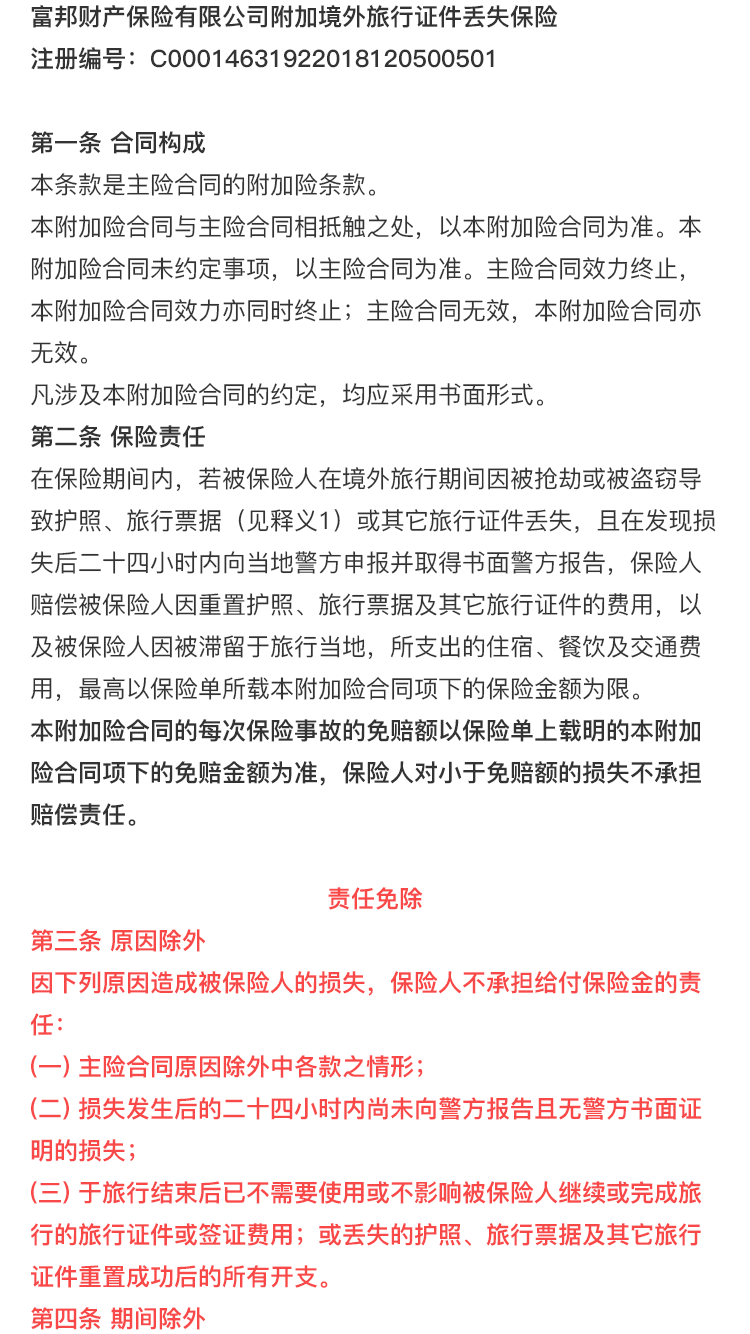 富邦财产保险有限公司附加境外旅行证件丢失保险
注册编号：C00014631922018120500501
第一条 合同构成
本条款是主险合同的附加险条款。
本附加险合同与主险合同相抵触之处，以本附加险合同为准。本
附加险合同未约定事项，以主险合同为准。主险合同效力终止，
本附加险合同效力亦同时终止；主险合同无效，本附加险合同亦
无效。
凡涉及本附加险合同的约定，均应采用书面形式。
第二条 保险责任
在保险期间内，若被保险人在境外旅行期间因被抢劫或被盗窃导
致护照、旅行票据（见释义1）或其它旅行证件丢失，且在发现损
失后二十四小时内向当地警方申报并取得书面警方报告，保险人
赔偿被保险人因重置护照、旅行票据及其它旅行证件的费用，以
及被保险人因被滞留于旅行当地，所支出的住宿、餐饮及交通费
用，最高以保险单所载本附加险合同项下的保险金额为限。
本附加险合同的每次保险事故的免赔额以保险单上载明的本附加
险合同项下的免赔金额为准，保险人对小于免赔额的损失不承担
赔偿责任。
责任免除
第三条 原因除外
因下列原因造成被保险人的损失，保险人不承担给付保险金的责
任：
(一) 主险合同原因除外中各款之情形；
(二) 损失发生后的二十四小时内尚未向警方报告且无警方书面证
明的损失；
(三) 于旅行结束后已不需要使用或不影响被保险人继续或完成旅
行的旅行证件或签证费用；或丢失的护照、旅行票据及其它旅行
证件重置成功后的所有开支。
第四条 期间除外